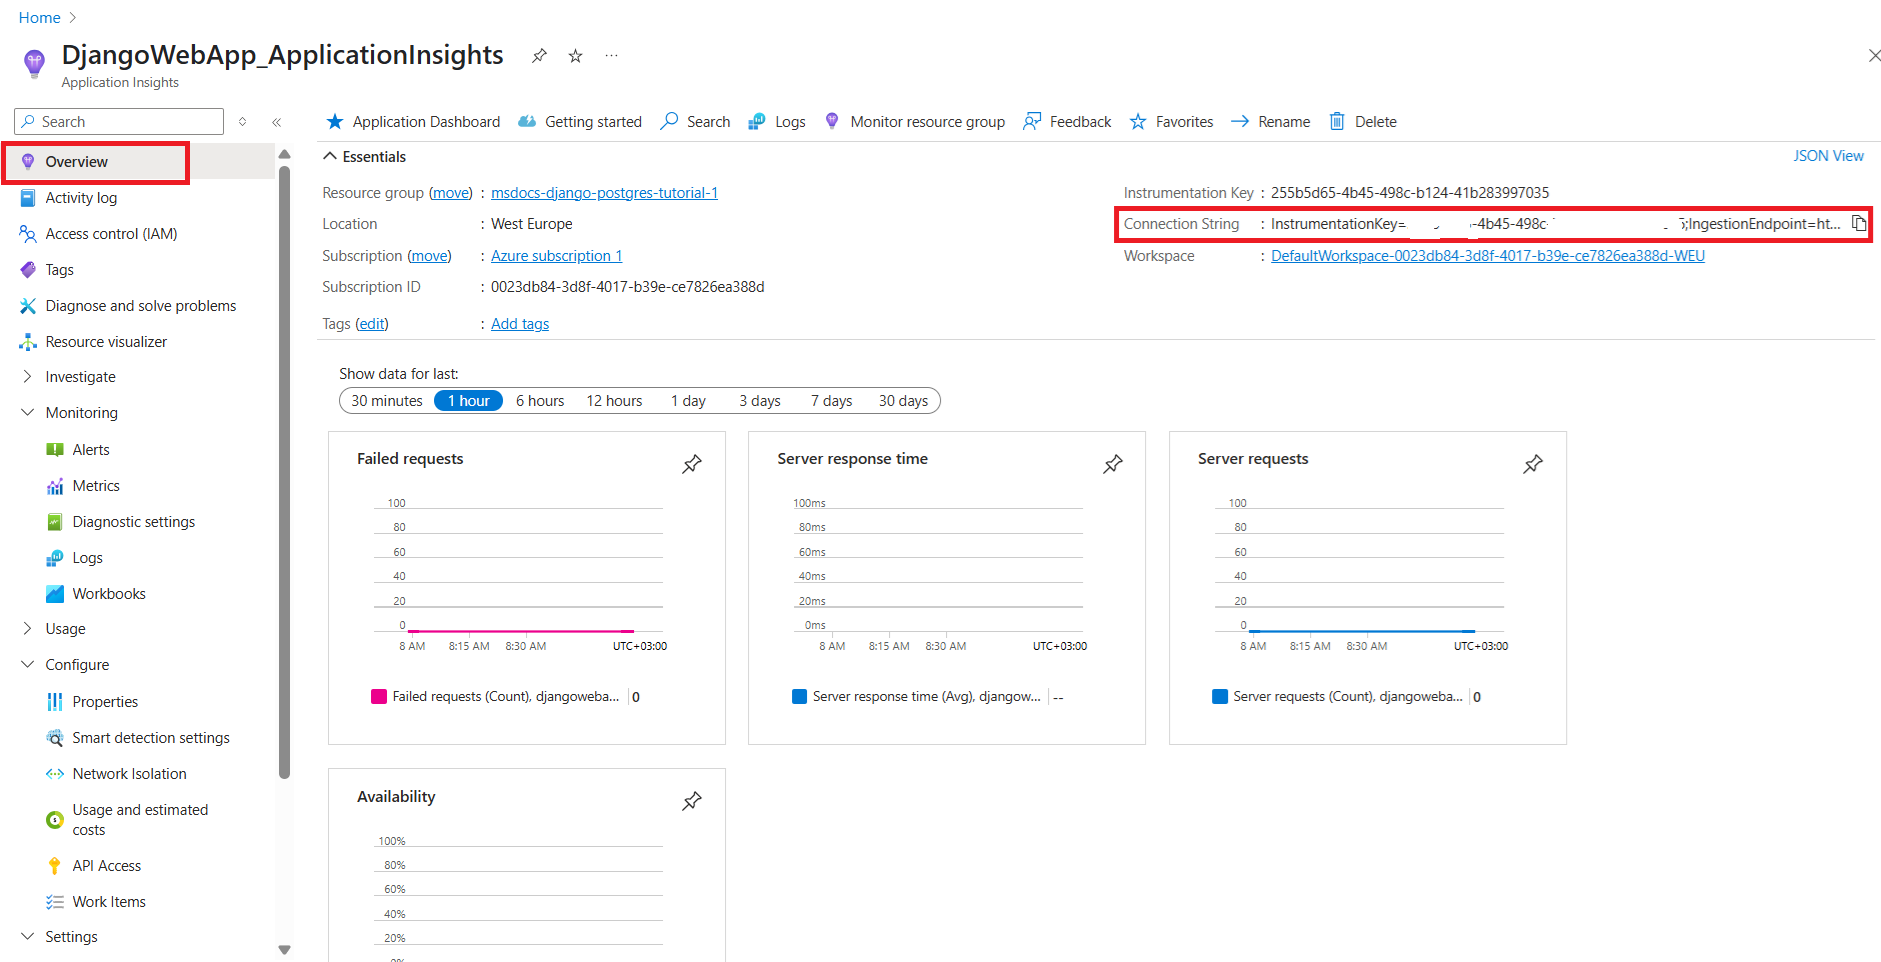 Home
DjangoWebApp_ApplicationInsights
Application Insights
Search
Overview
Activity log
Access control (IAM)
Tags
Diagnose and solve problems
Resource visualizer
Investigate
Monitoring
Alerts
Metrics
Diagnostic settings
Logs
Workbooks
Usage
Configure
Properties
Smart detection settings
Network Isolation
Usage and estimated
costs
API Access
Work Items
Settings
Application Dashboard Getting started Search Logs Monitor resource group Feedback Favorites Rename Delete
Essentials
JSON View
Resource group (move) : msdocs-django-postgres-tutorial-1
Location : West Europe
Subscription (move) : Azure subscription 1
Subscription ID : 0023db84-3d8f-4017-b39e-ce7826ea388d
Tags (edit) : Add tags
Instrumentation Key : 255b5d65-4b45-498c-b124-41b283997035
Connection String : InstrumentationKey= -4b45-498c- ;IngestionEndpoint=ht...
Workspace : DefaultWorkspace-0023db84-3d8f-4017-b39e-ce7826ea388d-WEU
Show data for last:
30 minutes 1 hour 6 hours 12 hours 1 day 3 days 7 days 30 days
Failed requests
100
80
60
40
20
0
8 AM 8:15 AM 8:30 AM UTC+03:00
Failed requests (Count), djangoweba... 0
Server response time
100ms
80ms
60ms
40ms
20ms
0ms
8 AM 8:15 AM 8:30 AM UTC+03:00
Server response time (Avg), djangow... --
Server requests
100
80
60
40
20
0
8 AM 8:15 AM 8:30 AM UTC+03:00
Server requests (Count), djangoweba... 0
Availability
100%
80%
60%
40%
20%